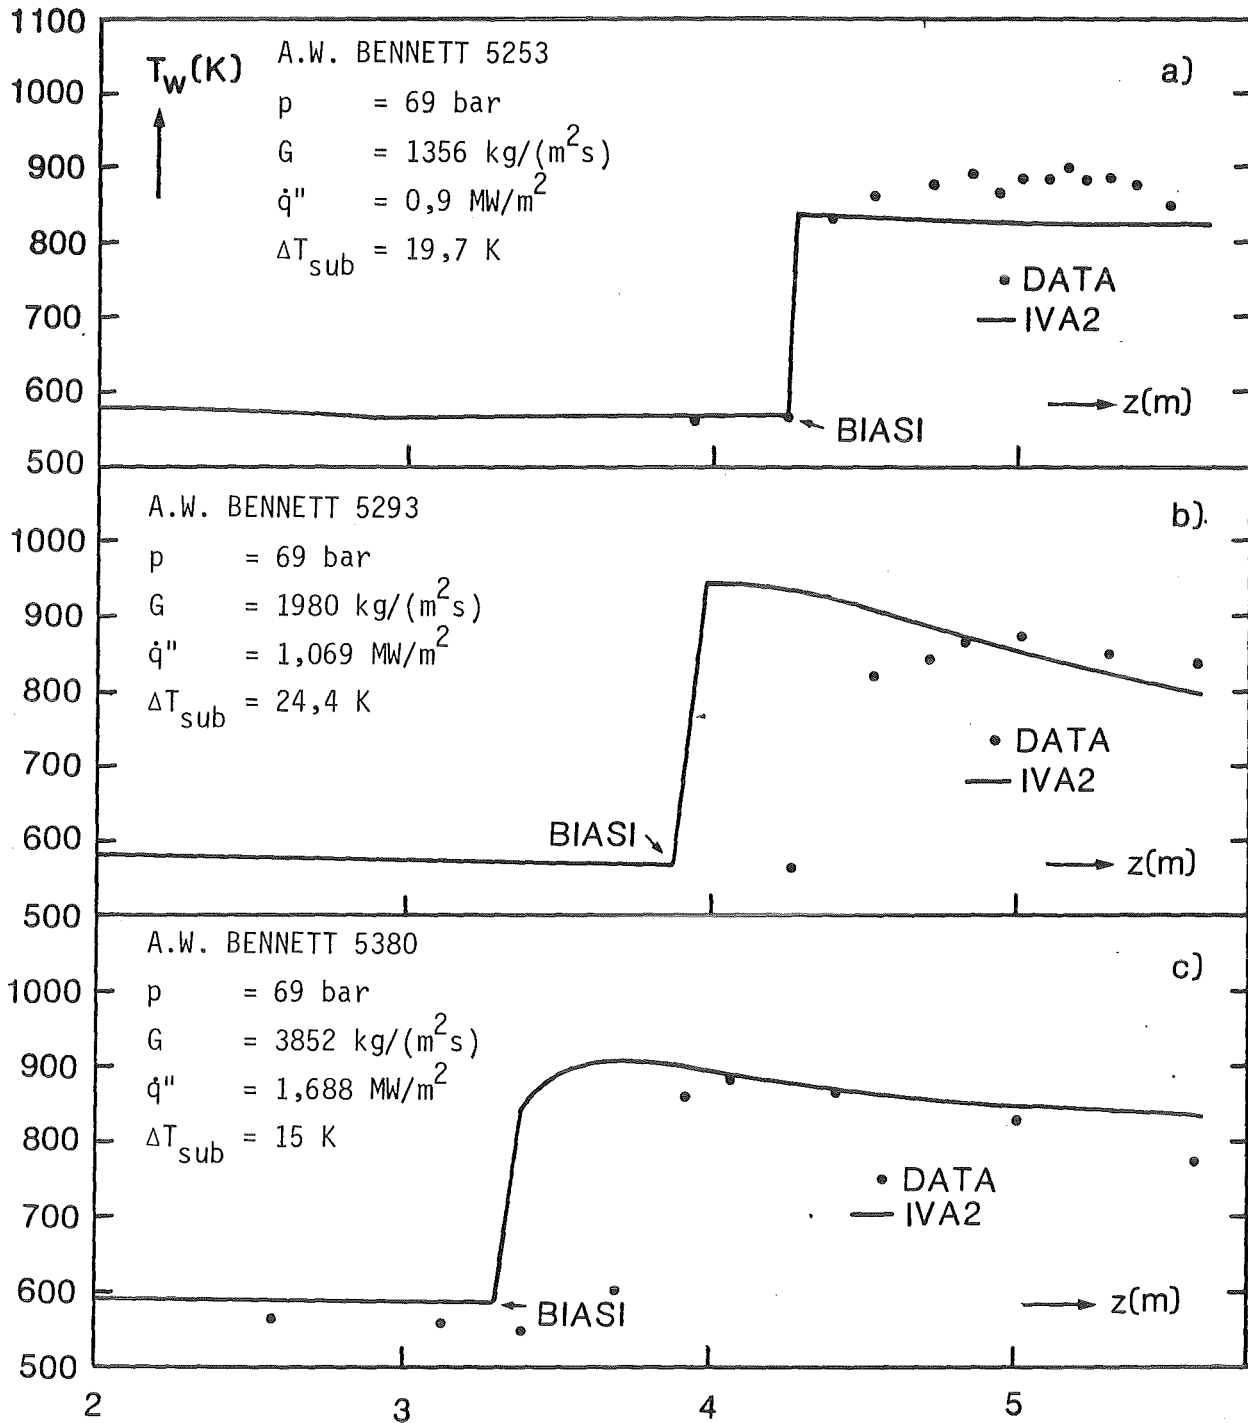 1100
1000
900
800
700
600
500
T_w(K)
A.W. BENNETT 5253
p = 69 bar
G = 1356 kg/(m²s)
q̇" = 0,9 MW/m²
ΔT_sub = 19,7 K
a)
DATA
IVA2
z(m)
BIASI
1000
900
800
700
600
500
A.W. BENNETT 5293
p = 69 bar
G = 1980 kg/(m²s)
q̇" = 1,069 MW/m²
ΔT_sub = 24,4 K
b)
DATA
IVA2
BIASI
z(m)
1000
900
800
700
600
500
A.W. BENNETT 5380
p = 69 bar
G = 3852 kg/(m²s)
q̇" = 1,688 MW/m²
ΔT_sub = 15 K
c)
DATA
IVA2
BIASI
z(m)
2 3 4 5